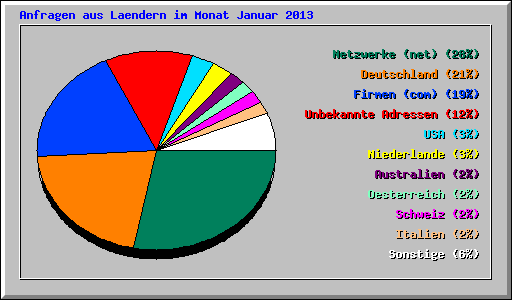 Anfragen aus Laendern im Monat Januar 2013
Netzwerke (net) (28%)
Deutschland (21%)
Firmen (com) (19%)
Unbekannte Adressen (12%)
USA (3%)
Niederlande (3%)
Australien (2%)
Oesterreich (2%)
Schweiz (2%)
Italien (2%)
Sonstige (6%)